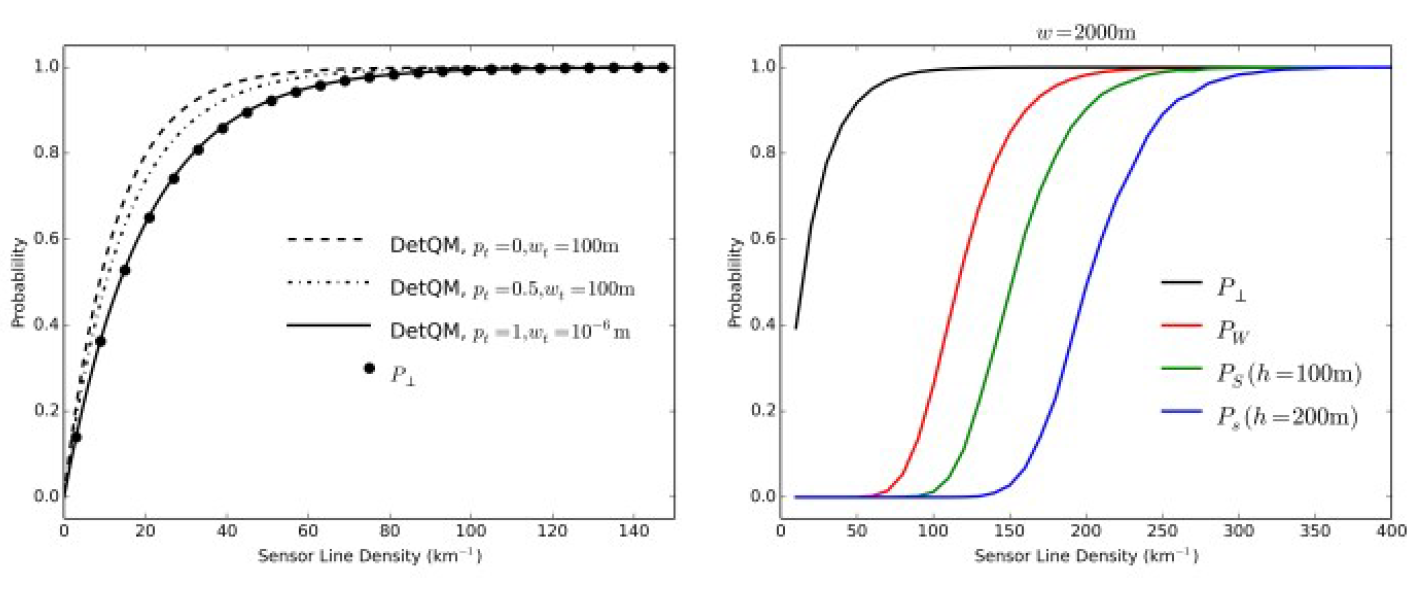 1.0
0.8
0.6
0.4
0.2
0.0
Probablility
DetQM, p_t = 0, w_t = 100m
DetQM, p_t = 0.5, w_t = 100m
DetQM, p_t = 1, w_t = 10⁻⁶m
P_⊥
0 20 40 60 80 100 120 140
Sensor Line Density (km⁻¹)
w = 2000m
1.0
0.8
0.6
0.4
0.2
0.0
Probablility
P_⊥
P_W
P_S (h = 100m)
P_s (h = 200m)
0 50 100 150 200 250 300 350 400
Sensor Line Density (km⁻¹)